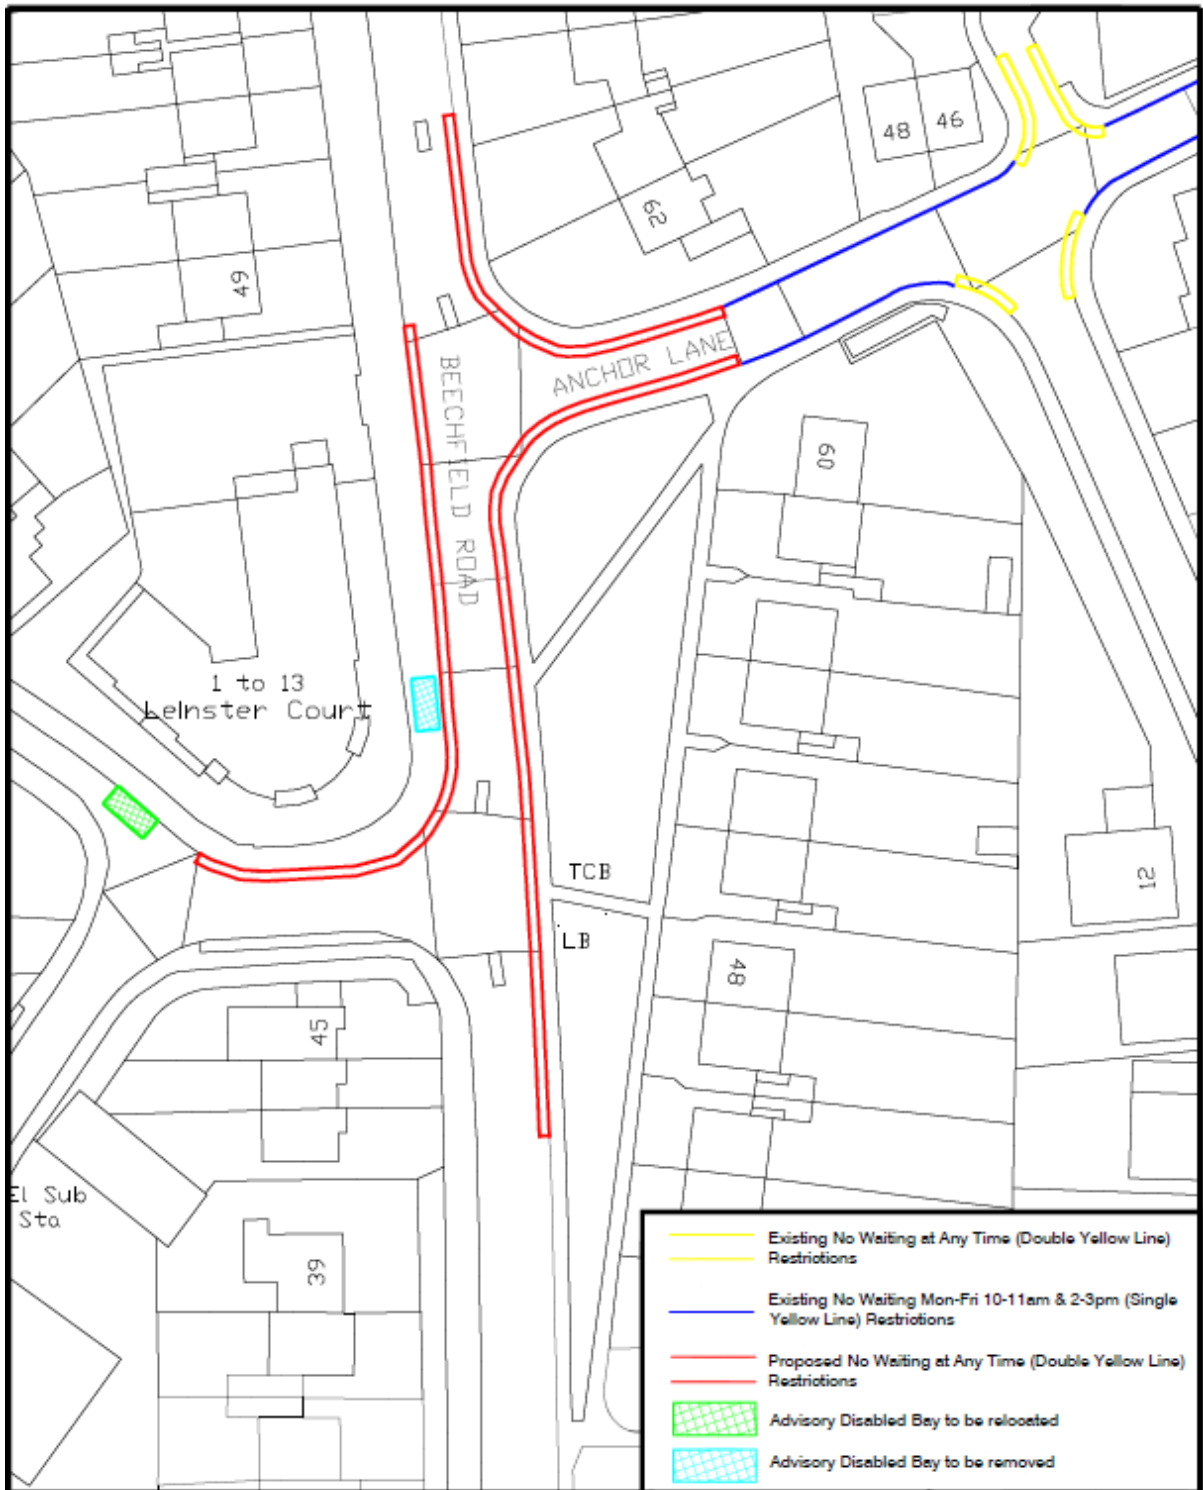 48
46
62
49
BEECHFIELD ROAD
ANCHOR LANE
60
1 to 13
Leinster Court
TCB
12
LB
48
45
El Sub
Sta
39
Existing No Waiting at Any Time (Double Yellow Line)
Restrictions
Existing No Waiting Mon-Fri 10-11am & 2-3pm (Single
Yellow Line) Restrictions
Proposed No Waiting at Any Time (Double Yellow Line)
Restrictions
Advisory Disabled Bay to be relocated
Advisory Disabled Bay to be removed